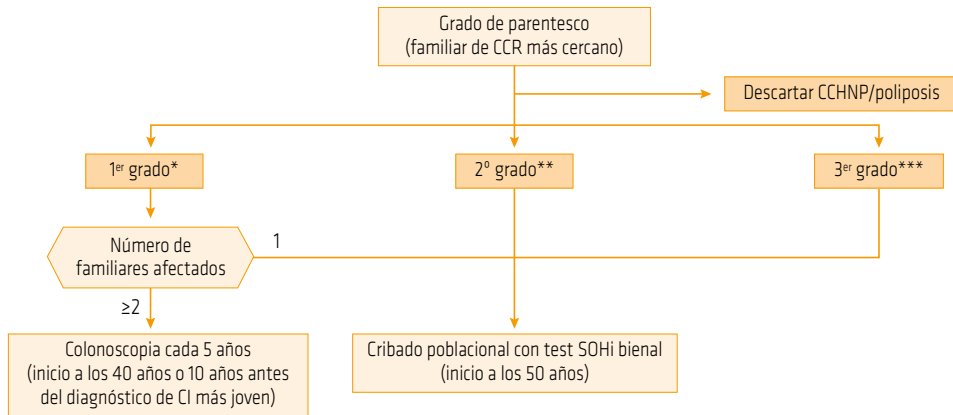 Grado de parentesco
(familiar de CCR más cercano)
Descartar CCHNP/poliposis
1er grado*
2º grado**
3er grado***
Número de
familiares afectados
1
≥2
Colonoscopia cada 5 años
(inicio a los 40 años o 10 años antes
del diagnóstico de CI más joven)
Cribado poblacional con test SOHi bienal
(inicio a los 50 años)